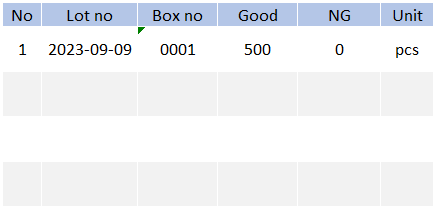 No Lot no Box no Good NG Unit
1 2023-09-09 0001 500 0 pcs